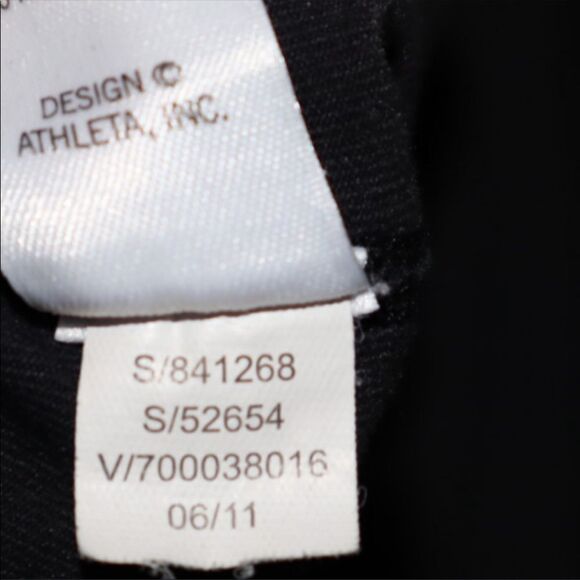 DESIGN ©
ATHLETA, INC.
S/841268
S/52654
V/700038016
06/11